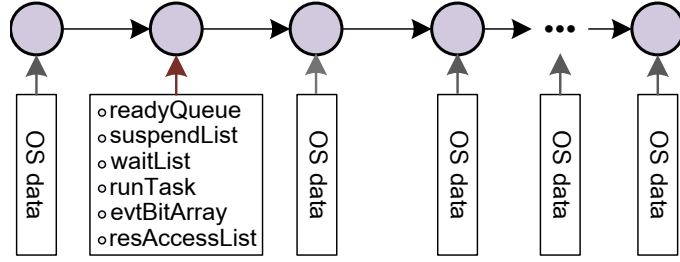 •••
OS data
readyQueue
suspendList
waitList
runTask
evtBitArray
resAccessList
OS data
OS data
OS data
OS data